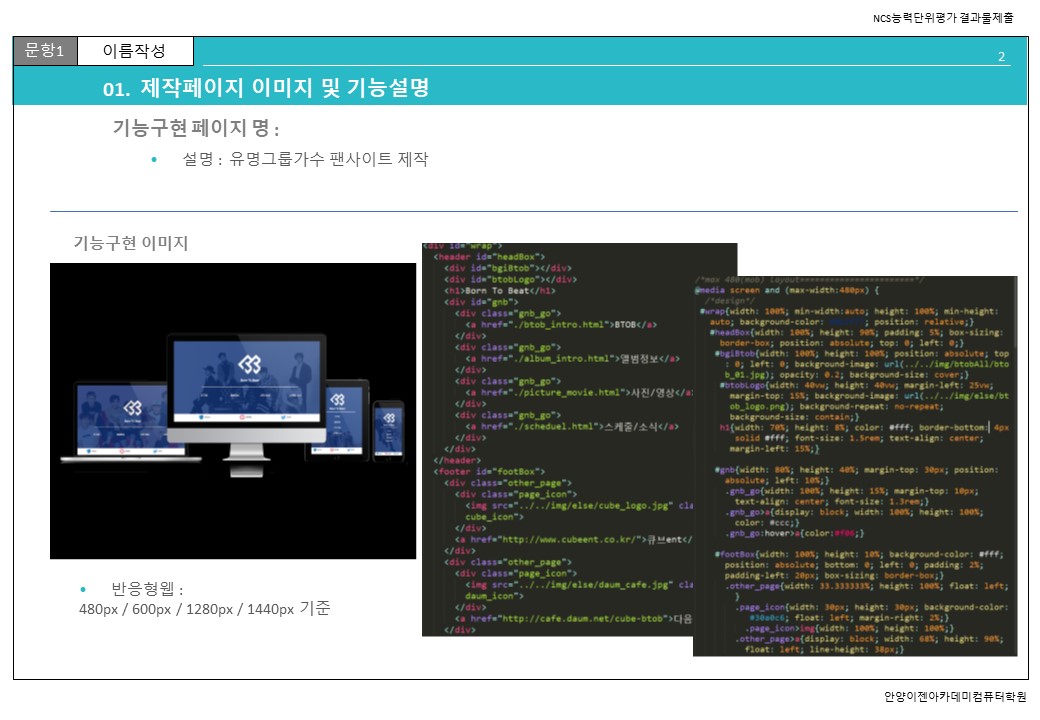 NCS능력단위평가 결과물제출
문항1
이름작성
2
01. 제작페이지 이미지 및 기능설명
기능구현 페이지 명 :
• 설명 : 유명그룹가수 팬사이트 제작
기능구현 이미지
• 반응형웹 :
480px / 600px / 1280px / 1440px 기준
<div id="wrap">
<header id="headBox">
<div id="bgiBtob"></div>
<div id="btobLogo"></div>
<h1>Born To Beat</h1>
<div id="gnb">
<div class="gnb_go">
<a href="./btob_intro.html">BTOB</a>
</div>
<div class="gnb_go">
<a href="./album_intro.html">앨범정보</a>
</div>
<div class="gnb_go">
<a href="./picture_movie.html">사진/영상</a>
</div>
<div class="gnb_go">
<a href="./scheduel.html">스케줄/소식</a>
</div>
</div>
</header>
<footer id="footBox">
<div class="other_page">
<div class="page_icon">
<img src="../../img/else/cube_logo.jpg" cla
cube_icon">
</div>
<a href="http://www.cubeent.co.kr/">큐브ent</
</div>
<div class="other_page">
<div class="page_icon">
<img src="../../img/else/daum_cafe.jpg" cla
daum_icon">
</div>
<a href="http://cafe.daum.net/cube-btob">다음
</div>
/*max 480(mob) layout************************/
@media screen and (max-width:480px) {
/*design*/
#wrap{width: 100%; min-width:auto; height: 100%; min-height:
auto; background-color: ; position: relative;}
#headBox{width: 100%; height: 90%; padding: 5%; box-sizing:
border-box; position: absolute; top: 0; left: 0;}
#bgiBtob{width: 100%; height: 100%; position: absolute; top
: 0; left: 0; background-image: url(../../img/btobAll/bto
b_01.jpg); opacity: 0.2; background-size: cover;}
#btobLogo{width: 40vw; height: 40vw; margin-left: 25vw;
margin-top: 15%; background-image: url(../../img/else/bt
ob_logo.png); background-repeat: no-repeat;
background-size: contain;}
h1{width: 70%; height: 8%; color: #fff; border-bottom: 4px
solid #fff; font-size: 1.5rem; text-align: center;
margin-left: 15%;}
#gnb{width: 80%; height: 40%; margin-top: 30px; position:
absolute; left: 10%;}
.gnb_go{width: 100%; height: 15%; margin-top: 10px;
text-align: center; font-size: 1.3rem;}
.gnb_go>a{display: block; width: 100%; height: 100%;
color: #ccc;}
.gnb_go:hover>a{color:#f06;}
#footBox{width: 100%; height: 10%; background-color: #fff;
position: absolute; bottom: 0; left: 0; padding: 2%;
padding-left: 20px; box-sizing: border-box;}
.other_page{width: 33.333333%; height: 100%; float: left;
}
.page_icon{width: 30px; height: 30px; background-color:
#30a0c6; float: left; margin-right: 2%;}
.page_icon>img{width: 100%; height: 100%;}
.other_page>a{display: block; width: 68%; height: 90%;
float: left; line-height: 38px;}
안양이젠아카데미컴퓨터학원